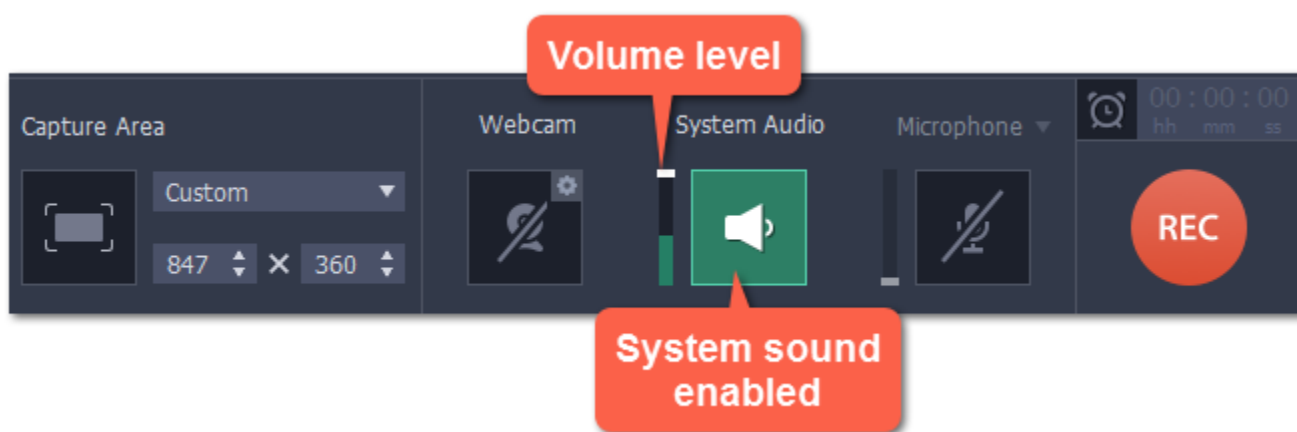 Volume level
Capture Area
Webcam
System Audio
Microphone
00 : 00 : 00
hh mm ss
Custom
847 × 360
REC
System sound
enabled